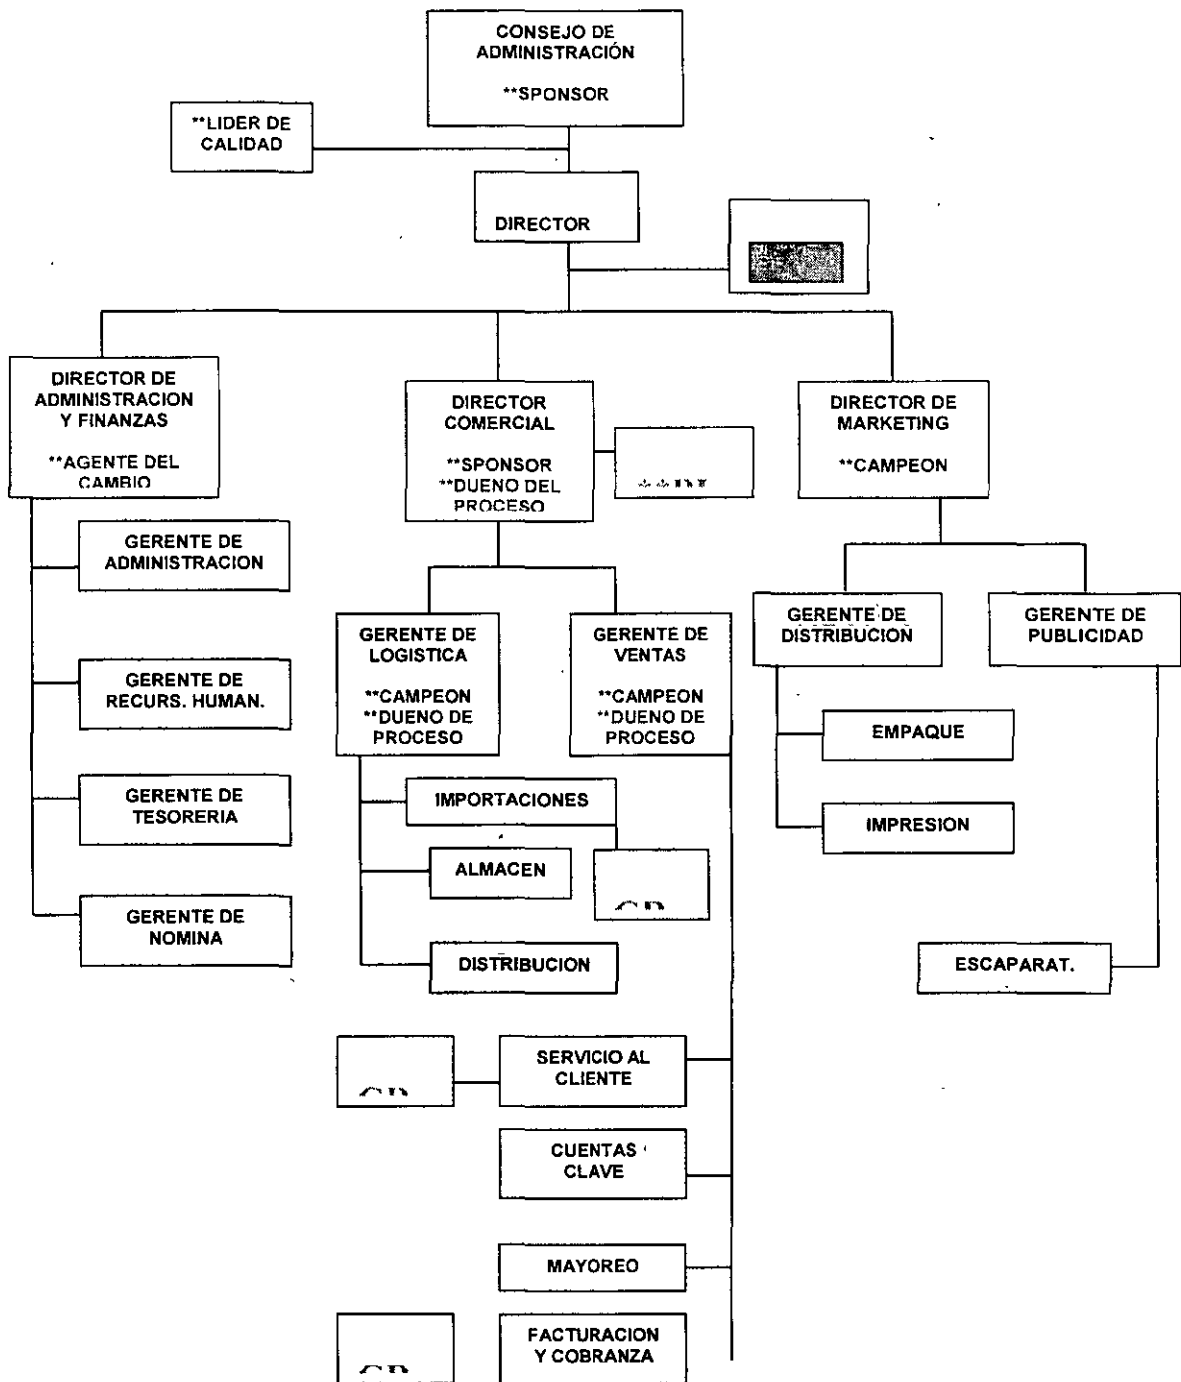 CONSEJO DE
ADMINISTRACIÓN
**SPONSOR
**LIDER DE
CALIDAD
DIRECTOR
DIRECTOR DE
ADMINISTRACION
Y FINANZAS
**AGENTE DEL
CAMBIO
DIRECTOR
COMERCIAL
**SPONSOR
**DUENO DEL
PROCESO
DIRECTOR DE
MARKETING
**CAMPEON
GERENTE DE
ADMINISTRACION
GERENTE DE
RECURS. HUMAN.
GERENTE DE
TESORERIA
GERENTE DE
NOMINA
GERENTE DE
LOGISTICA
**CAMPEON
**DUENO DE
PROCESO
GERENTE DE
VENTAS
**CAMPEON
**DUENO DE
PROCESO
GERENTE DE
DISTRIBUCION
GERENTE DE
PUBLICIDAD
EMPAQUE
IMPRESION
IMPORTACIONES
ALMACEN
DISTRIBUCION
ESCAPARAT.
SERVICIO AL
CLIENTE
CUENTAS
CLAVE
MAYOREO
FACTURACION
Y COBRANZA